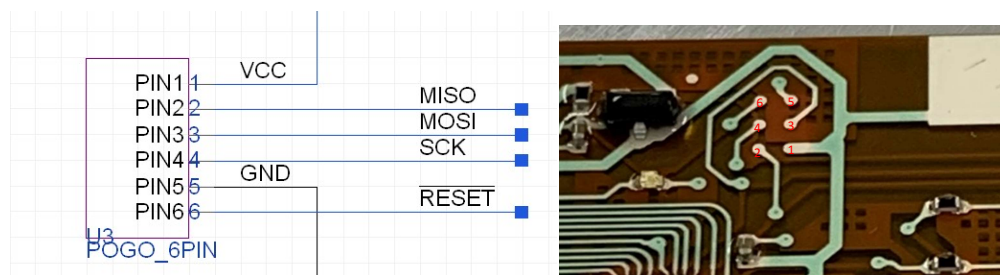 VCC
PIN1 1
MISO
PIN2 2
MOSI
PIN3 3
SCK
PIN4 4
GND
PIN5 5
RESET
PIN6 6
U3
POGO_6PIN
6 5
4 3
2 1